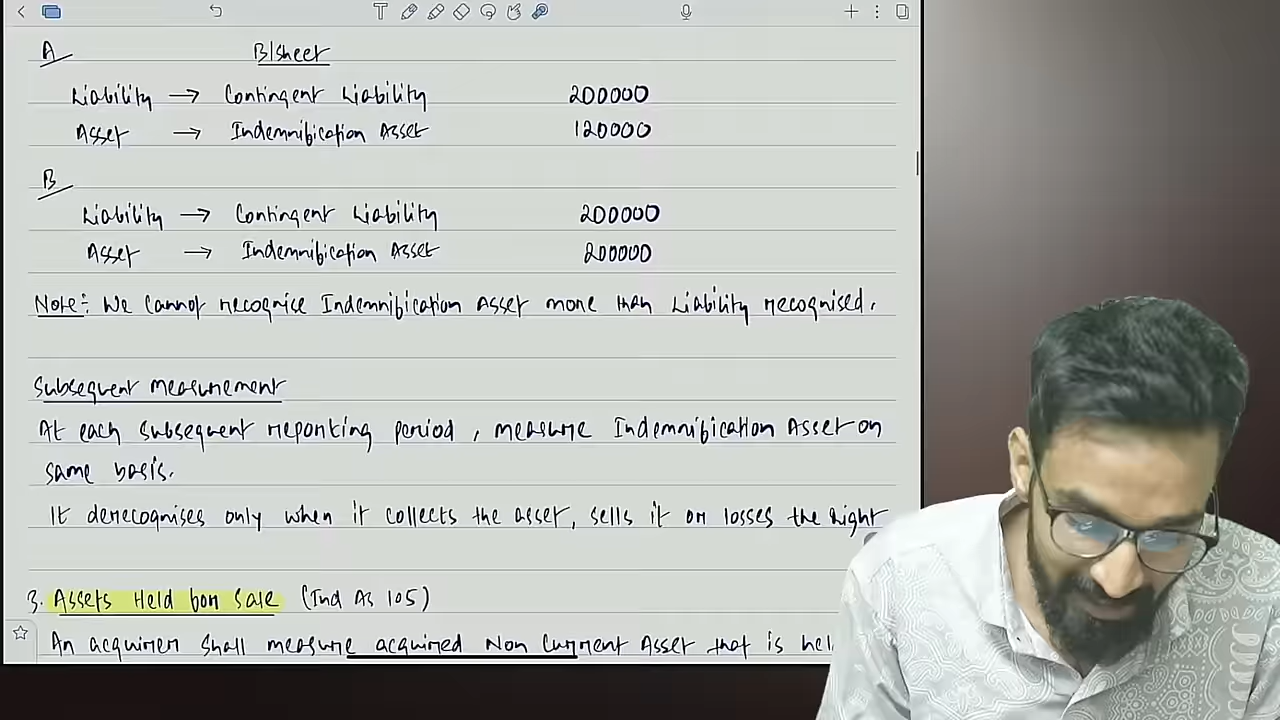 A B/Sheet
Liability → Contingent Liability 200000
Asset → Indemnification Asset 120000
B
Liability → Contingent Liability 200000
Asset → Indemnification Asset 200000
Note: We cannot recognise Indemnification Asset more than Liability recognised.
Subsequent measurement
At each subsequent reporting period, measure Indemnification Asset on
same basis.
It derecognises only when it collects the asset, sells it or losses the right
3. Assets Held for Sale (Ind As 105)
An acquirer shall measure acquired Non Current Asset that is hel